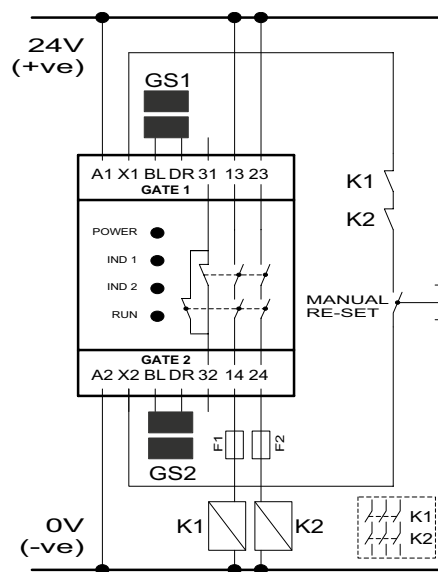 24V
(+ve)
GS1
A1 X1 BL DR 31 13 23
GATE 1
K1
K2
POWER
IND 1
IND 2
RUN
MANUAL
RE-SET
GATE 2
A2 X2 BL DR 32 14 24
F1
F2
GS2
0V
(-ve)
K1
K2
K1
K2